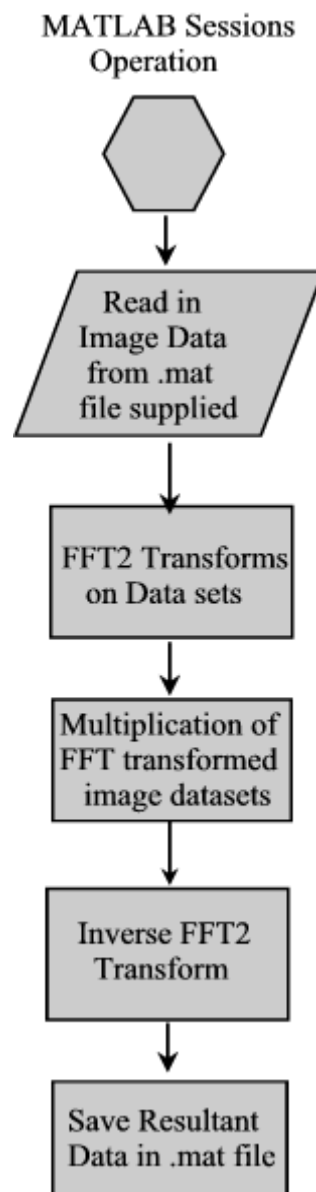 MATLAB Sessions
Operation
Read in
Image Data
from .mat
file supplied
FFT2 Transforms
on Data sets
Multiplication of
FFT transformed
image datasets
Inverse FFT2
Transform
Save Resultant
Data in .mat file